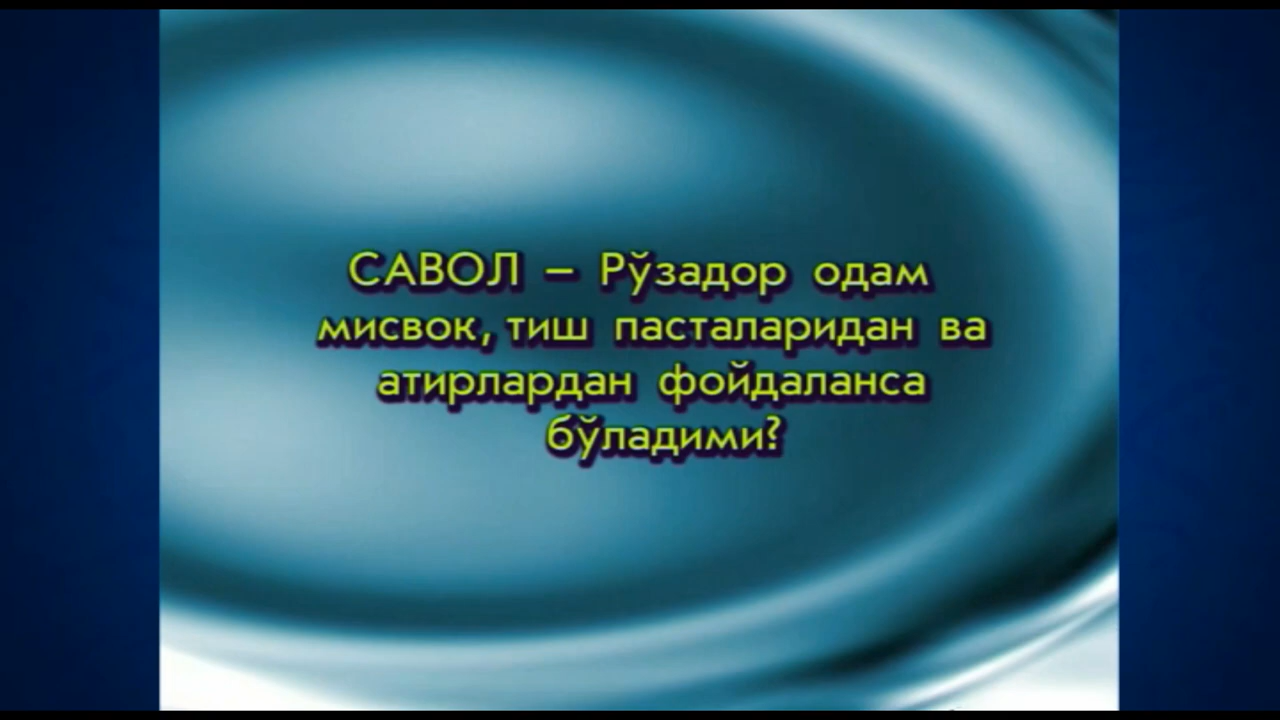 САВОЛ – Рўзадор одам
мисвок, тиш пасталаридан ва
атирлардан фойдаланса
бўладими?